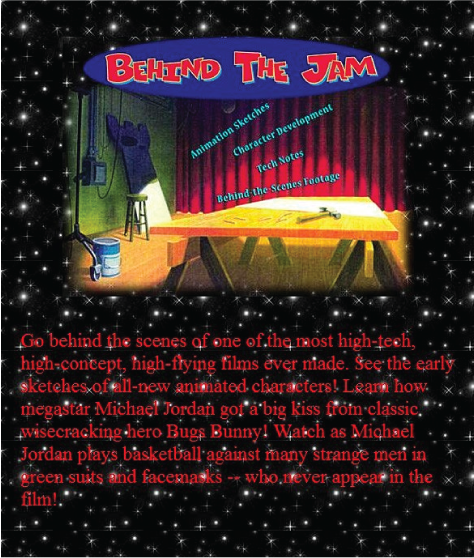 BEHIND THE JAM
Animation Sketches
Character Development
Tech Notes
Behind-the-Scenes Footage
Go behind the scenes of one of the most high-tech,
high-concept, high-flying films ever made. See the early
sketches of all-new animated characters! Learn how
megastar Michael Jordan got a big kiss from classic,
wisecracking hero Bugs Bunny! Watch as Michael
Jordan plays basketball against many strange men in
green suits and facemasks -- who never appear in the
film!